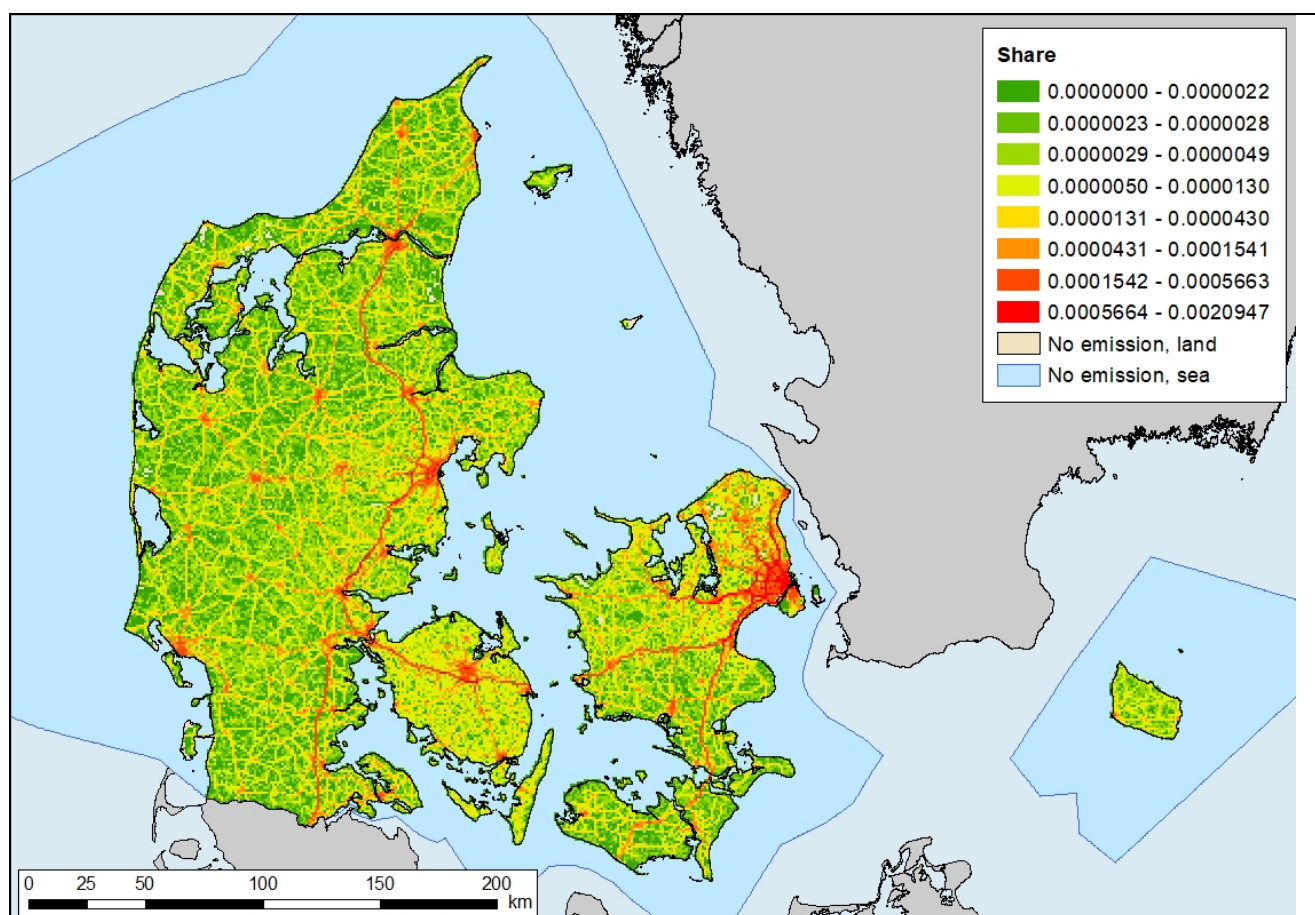 Share
0.0000000 - 0.0000022
0.0000023 - 0.0000028
0.0000029 - 0.0000049
0.0000050 - 0.0000130
0.0000131 - 0.0000430
0.0000431 - 0.0001541
0.0001542 - 0.0005663
0.0005664 - 0.0020947
No emission, land
No emission, sea
0 25 50 100 150 200
km